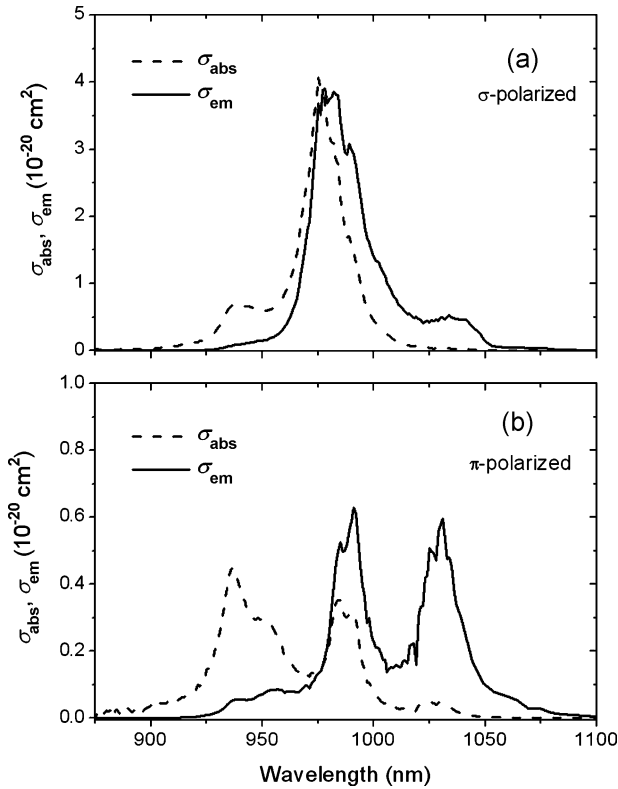 5
4
3
2
1
0
σabs, σem (10⁻²⁰ cm²)
σabs
σem
(a)
σ-polarized
1.0
0.8
0.6
0.4
0.2
0.0
σabs, σem (10⁻²⁰ cm²)
σabs
σem
(b)
π-polarized
900 950 1000 1050 1100
Wavelength (nm)